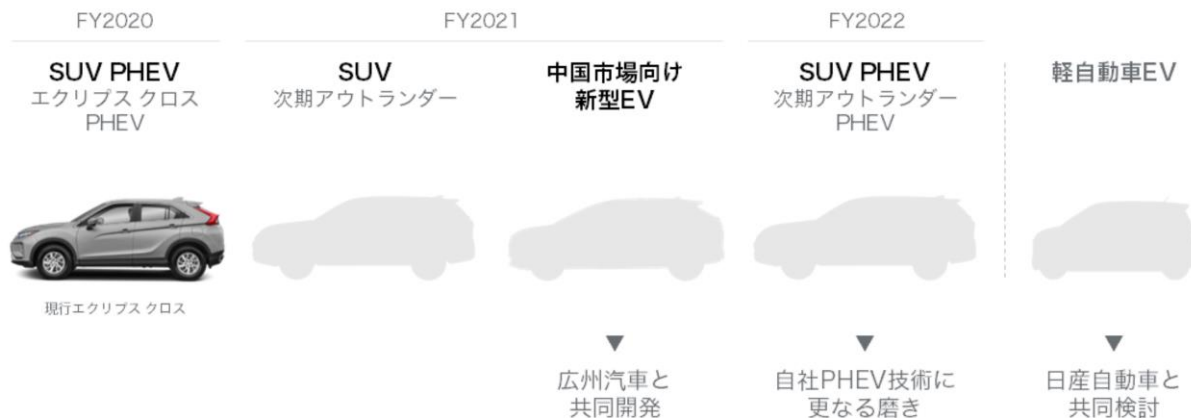 FY2020
FY2021
FY2022
SUV PHEV
エクリプス クロス
PHEV
SUV
次期アウトランダー
中国市場向け
新型EV
SUV PHEV
次期アウトランダー
PHEV
軽自動車EV
現行エクリプス クロス
▼
広州汽車と
共同開発
▼
自社PHEV技術に
更なる磨き
▼
日産自動車と
共同検討